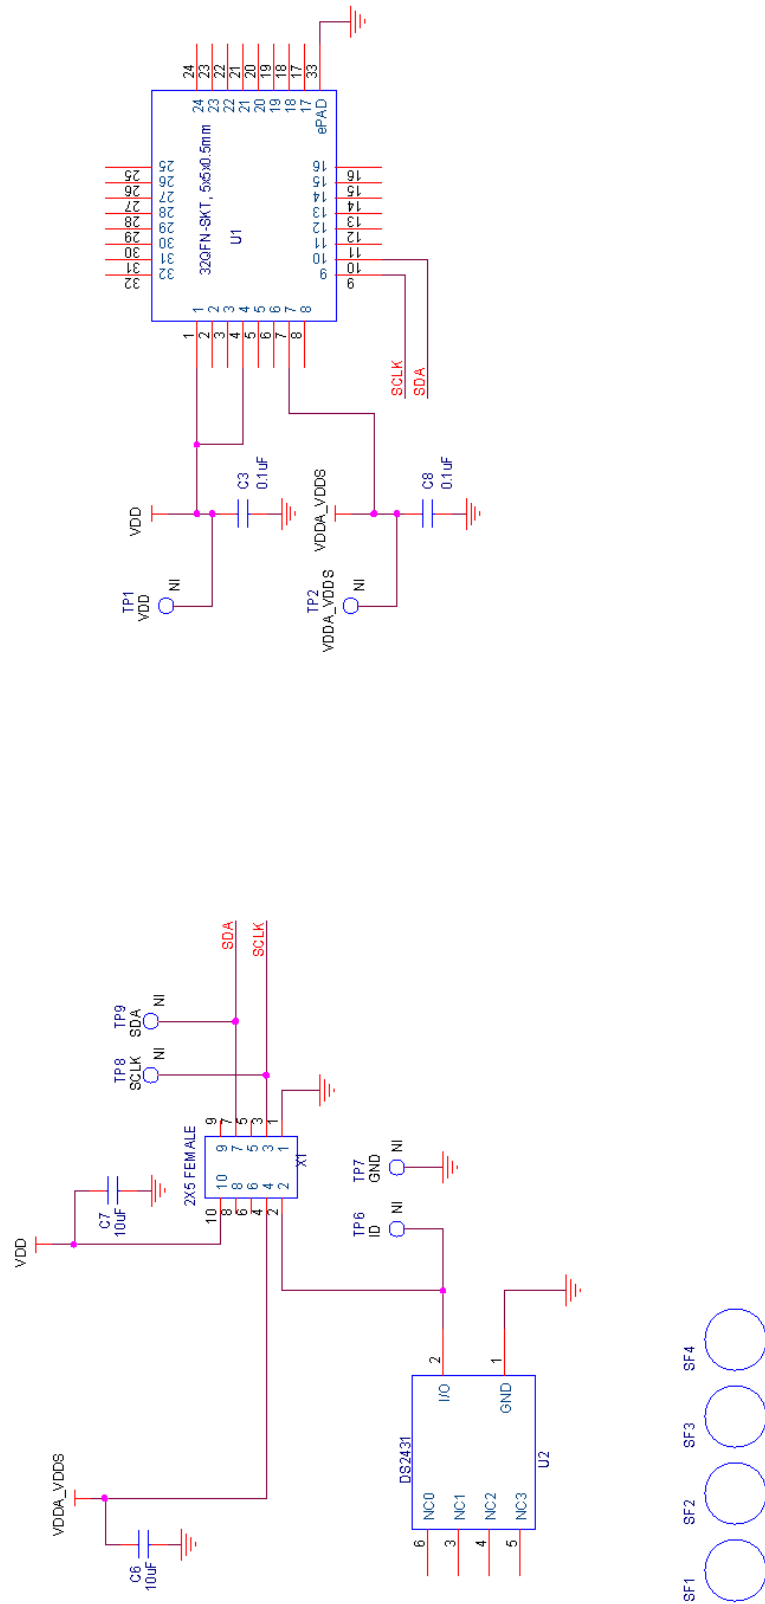 24
23
22
21
20
19
18
17
33
24
23
22
21
20
19
18
17
ePAD
25
26
27
28
29
30
31
32
25
26
27
28
29
30
31
32
32QFN-SKT, 5x5x0.5mm
U1
16
15
14
13
12
11
10
9
16
15
14
13
12
11
10
9
1
2
3
4
5
6
7
8
1
2
3
4
5
6
7
8
SCLK
SDA
VDD
C3
0.1uF
TP1
VDD
NI
VDDA_VDDS
C8
0.1uF
TP2
VDDA_VDDS
NI
SDA
SCLK
TP9
SDA
NI
TP8
SCLK
NI
2X5 FEMALE
X1
9
7
5
3
1
9
7
5
3
1
10
8
6
4
2
10
8
6
4
2
VDD
C7
10uF
TP7
GND
NI
TP6
ID
NI
VDDA_VDDS
C6
10uF
DS2431
U2
2
1
I/O
GND
NC0
NC1
NC2
NC3
6
3
4
5
SF4
SF3
SF2
SF1